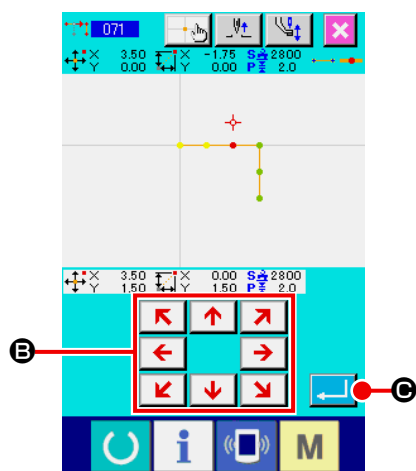 071
X 3.50 X -1.75 S 2800
Y 0.00 Y 0.00 P 2.0
X 3.50 X 0.00 S 2800
Y 1.50 Y 1.50 P 2.0
B
C
i M